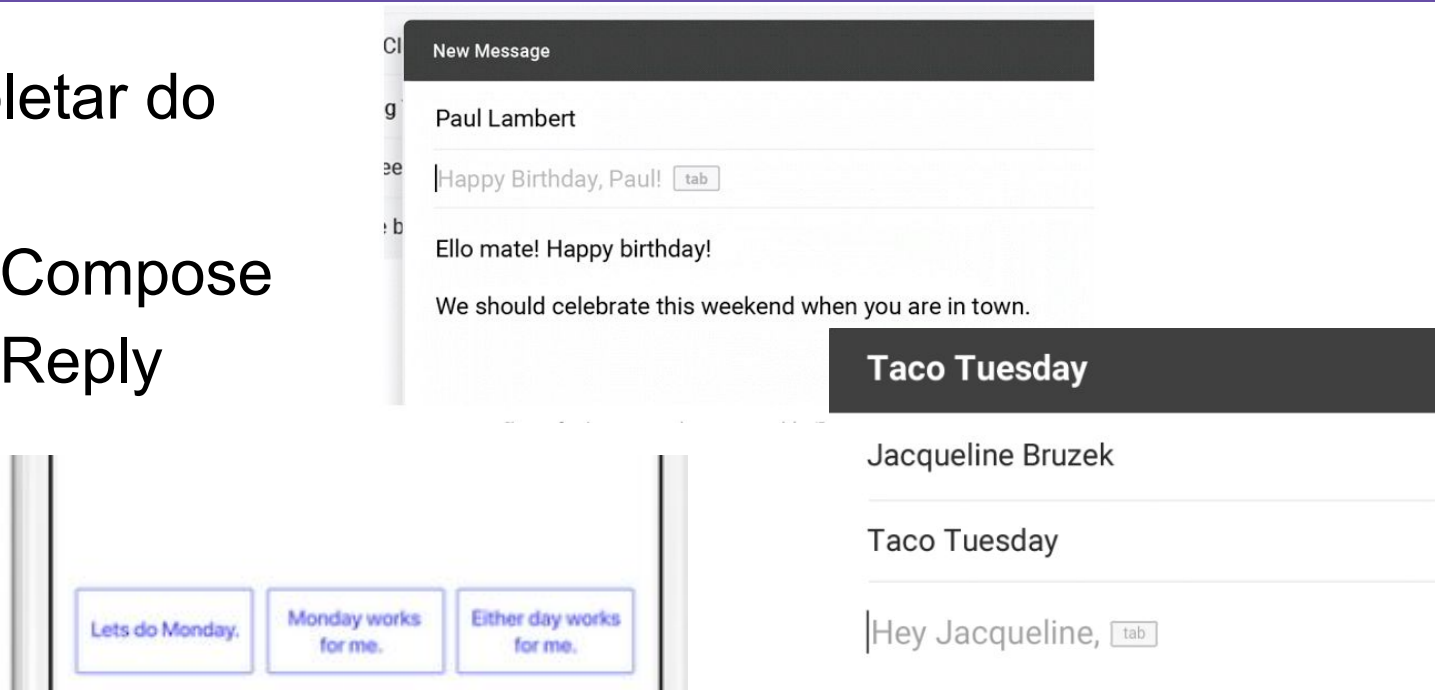 letar do
Compose
Reply
Cl
g
ee
b
New Message
Paul Lambert
Happy Birthday, Paul! tab
Ello mate! Happy birthday!
We should celebrate this weekend when you are in town.
Taco Tuesday
Jacqueline Bruzek
Taco Tuesday
Hey Jacqueline, tab
Lets do Monday.
Monday works
for me.
Either day works
for me.